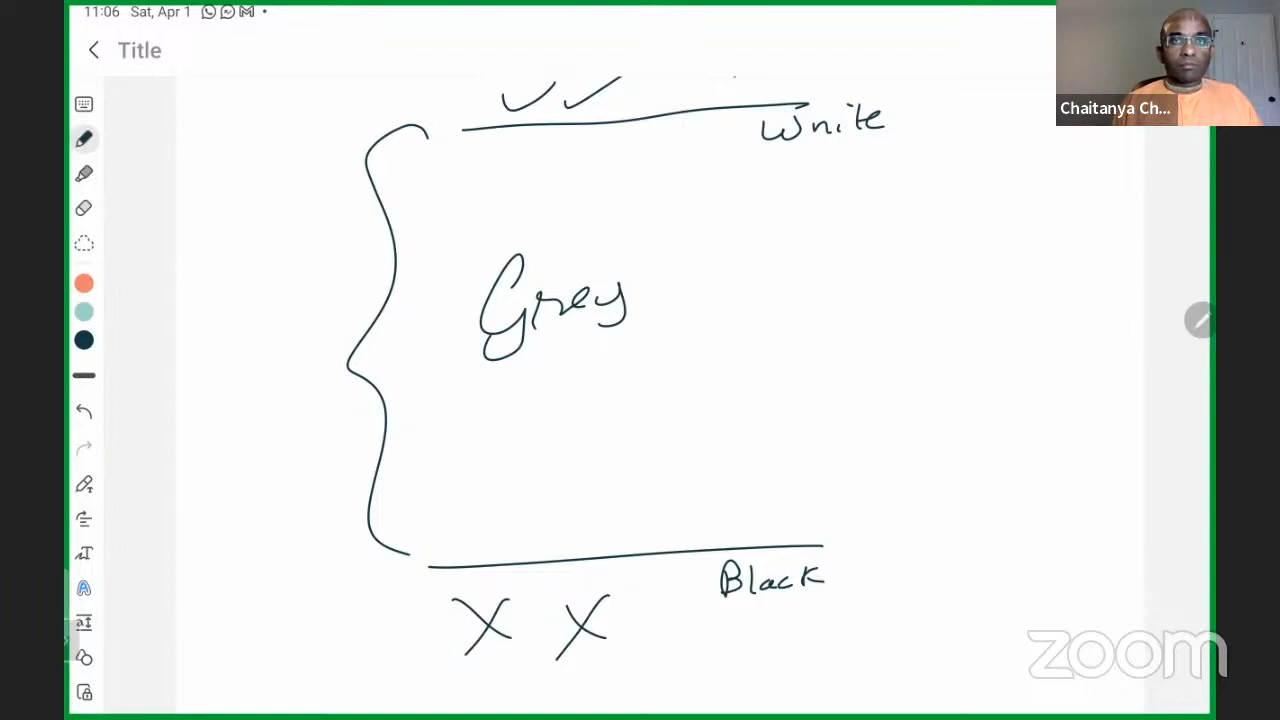 11:06 Sat, Apr 1
Title
Chaitanya Ch...
White
Grey
Black
X X
zoom